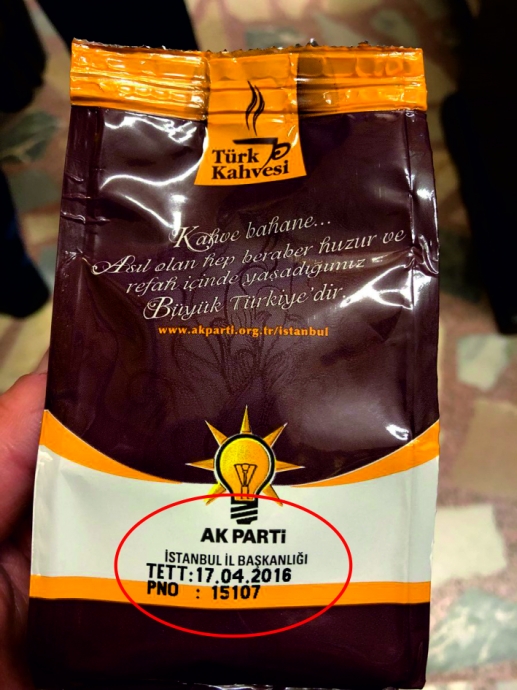 Türk
Kahvesi
Kahve bahane...
Asıl olan hep beraber huzur ve
refah içinde yaşadığımız
Büyük Türkiye'dir.
www.akparti.org.tr/istanbul
AK PARTİ
İSTANBUL İL BAŞKANLIĞI
TETT:17.04.2016
PNO : 15107